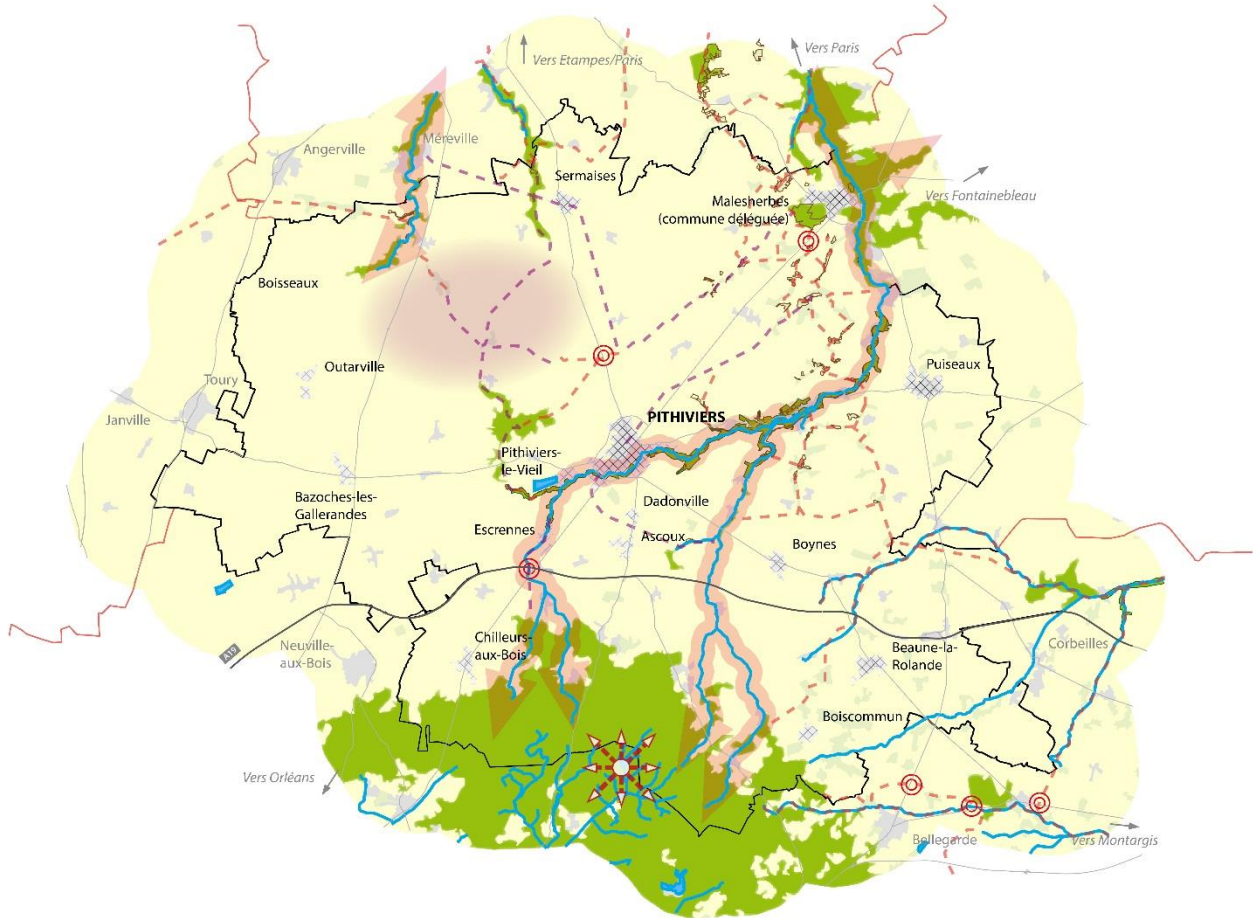 Vers Paris
Vers Etampes/Paris
Méreville
Angerville
Sermaises
Vers Fontainebleau
Malesherbes
(commune déléguée)
Boisseaux
Outarville
Puiseaux
Toury
Janville
PITHIVIERS
Pithiviers-
le-Vieil
Bazoches-les-
Gallerandes
Dadonville
Escrennes
Ascoux
Boynes
Neuville-
aux-Bois
Chilleurs-
aux-Bois
Beaune-la-
Rolande
Corbeilles
A19
Boiscommun
Vers Orléans
Bellegarde
Vers Montargis